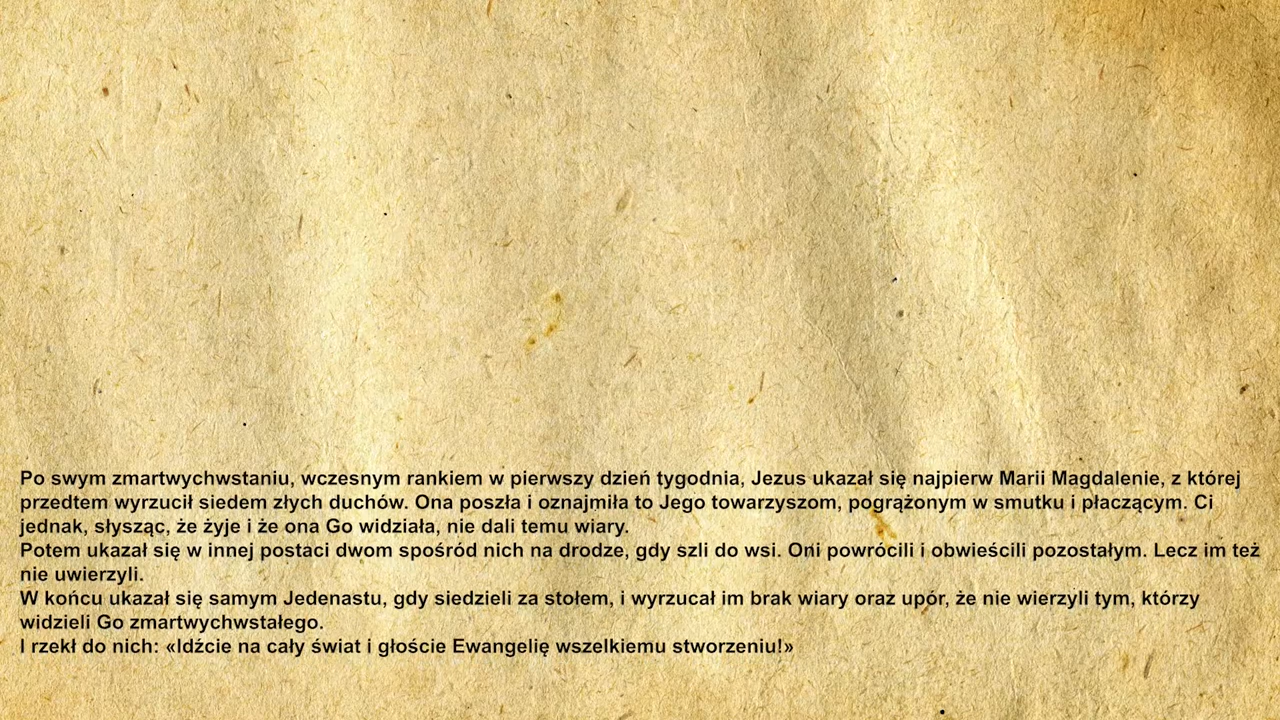 Po swym zmartwychwstaniu, wczesnym rankiem w pierwszy dzień tygodnia, Jezus ukazał się najpierw Marii Magdalenie, z której
przedtem wyrzucił siedem złych duchów. Ona poszła i oznajmiła to Jego towarzyszom, pogrążonym w smutku i płaczącym. Ci
jednak, słysząc, że żyje i że ona Go widziała, nie dali temu wiary.
Potem ukazał się w innej postaci dwom spośród nich na drodze, gdy szli do wsi. Oni powrócili i obwieścili pozostałym. Lecz im też
nie uwierzyli.
W końcu ukazał się samym Jedenastu, gdy siedzieli za stołem, i wyrzucał im brak wiary oraz upór, że nie wierzyli tym, którzy
widzieli Go zmartwychwstałego.
I rzekł do nich: «Idźcie na cały świat i głoście Ewangelię wszelkiemu stworzeniu!»